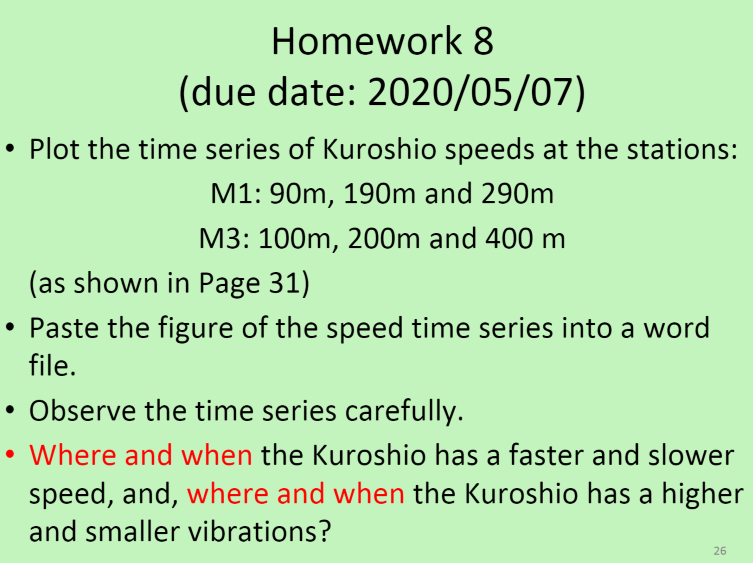 Homework 8
(due date: 2020/05/07)
• Plot the time series of Kuroshio speeds at the stations:
M1: 90m, 190m and 290m
M3: 100m, 200m and 400 m
(as shown in Page 31)
• Paste the figure of the speed time series into a word
file.
• Observe the time series carefully.
• Where and when the Kuroshio has a faster and slower
speed, and, where and when the Kuroshio has a higher
and smaller vibrations?
26